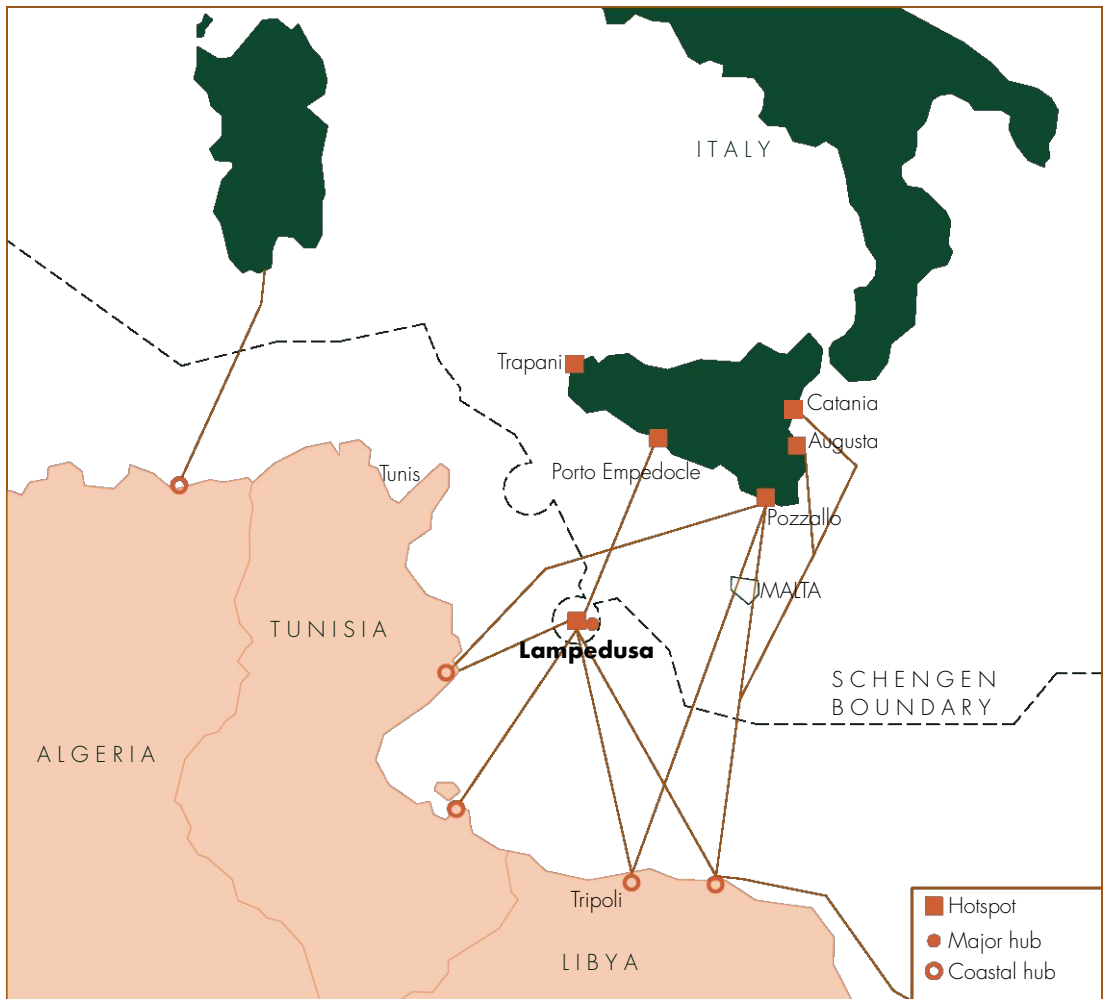 ITALY
Trapani
Catania
Augusta
Tunis
Porto Empedocle
Pozzallo
MALTA
TUNISIA
Lampedusa
SCHENGEN
BOUNDARY
ALGERIA
Tripoli
LIBYA
Hotspot
Major hub
Coastal hub